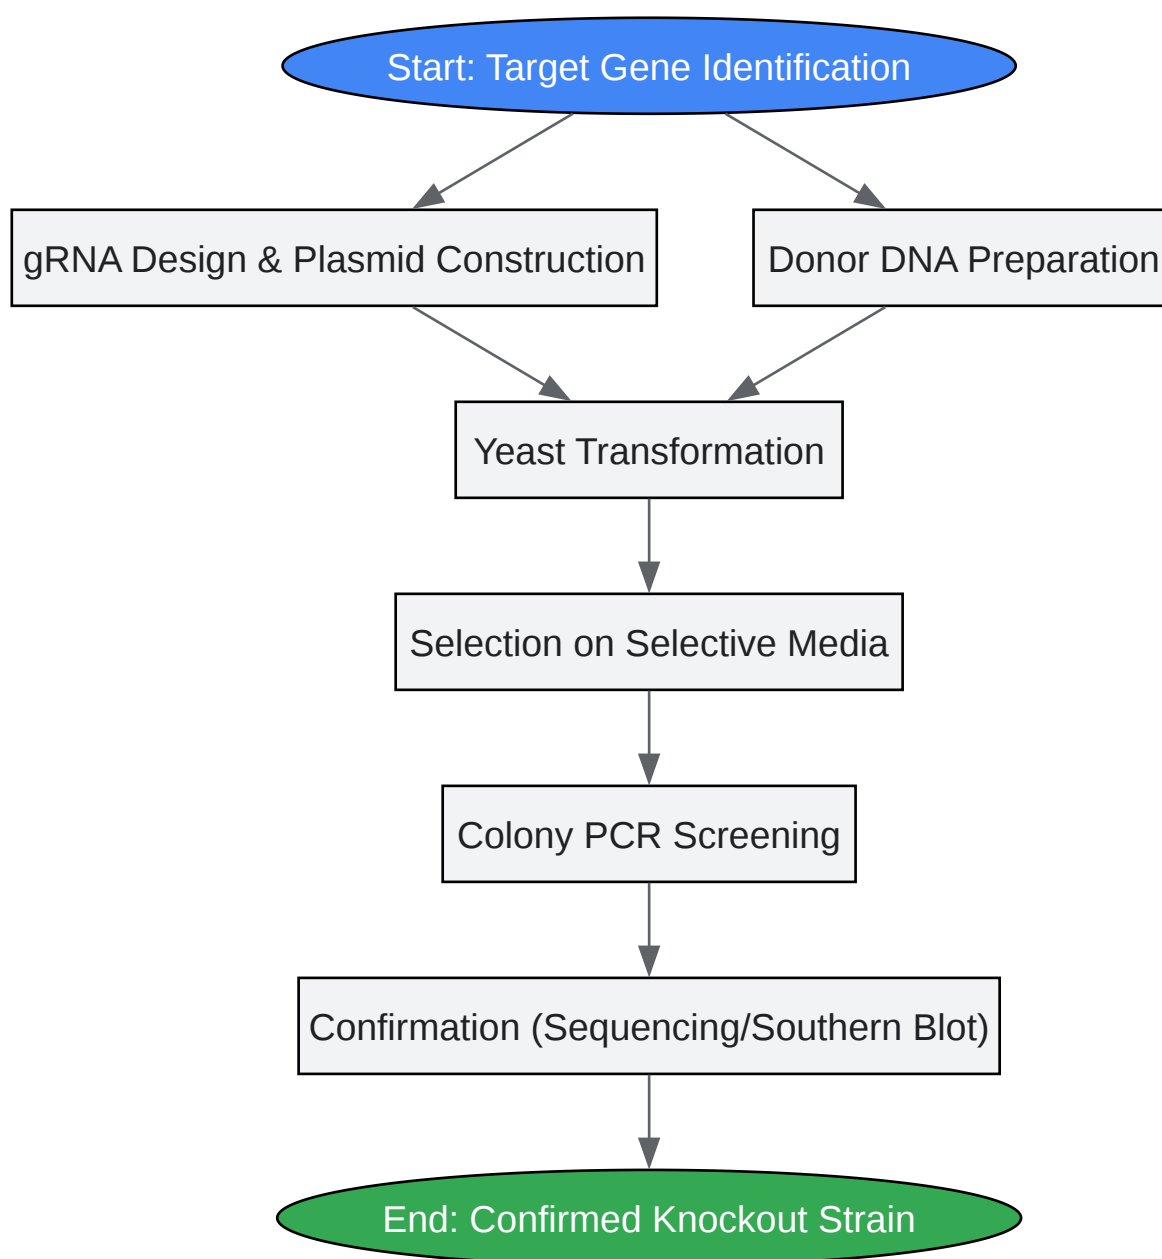 Start: Target Gene Identification
gRNA Design & Plasmid Construction
Donor DNA Preparation
Yeast Transformation
Selection on Selective Media
Colony PCR Screening
Confirmation (Sequencing/Southern Blot)
End: Confirmed Knockout Strain